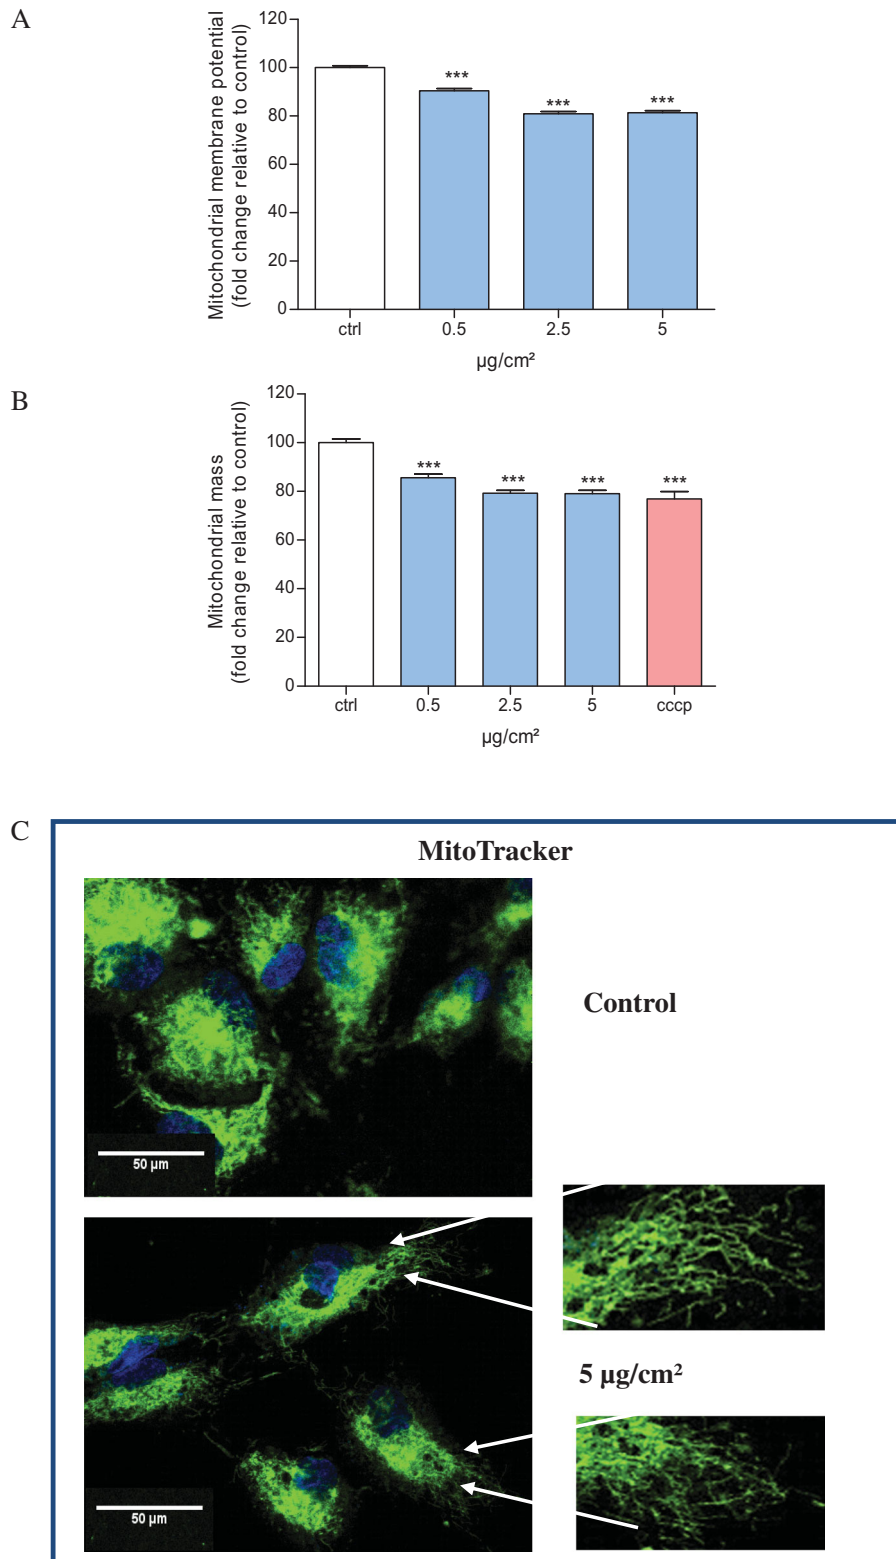 A
Mitochondrial membrane potential
(fold change relative to control)
120
100
80
60
40
20
0
***
***
***
ctrl
0.5
2.5
5
µg/cm²
B
Mitochondrial mass
(fold change relative to control)
120
100
80
60
40
20
0
***
***
***
***
ctrl
0.5
2.5
5
cccp
µg/cm²
C
MitoTracker
Control
50 µm
5 µg/cm²
50 µm